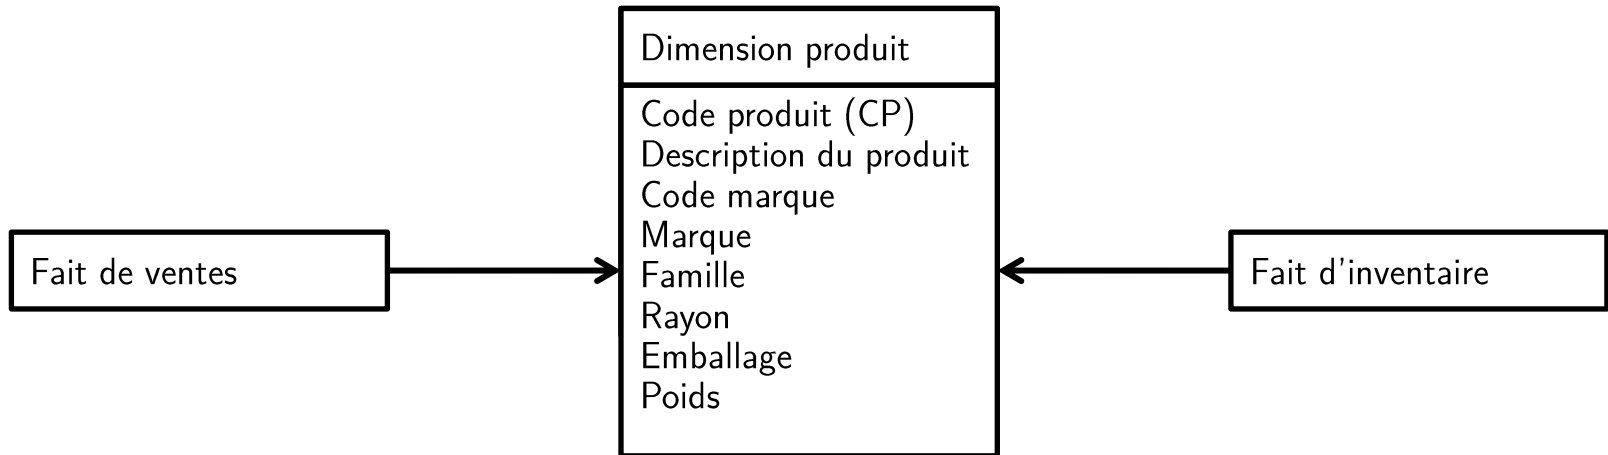 Dimension produit
Code produit (CP)
Description du produit
Code marque
Marque
Famille
Rayon
Emballage
Poids
Fait de ventes
Fait d'inventaire